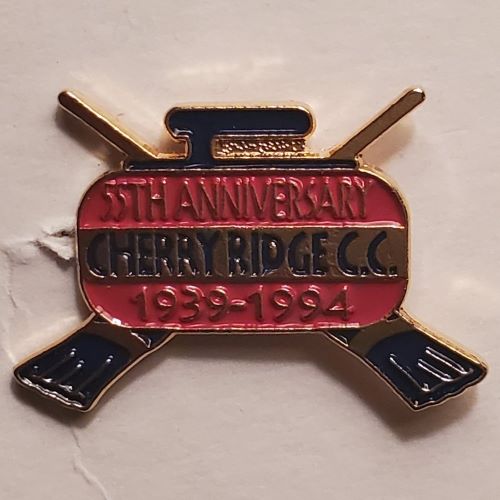 55TH ANNIVERSARY
CHERRY RIDGE C.C.
1939-1994